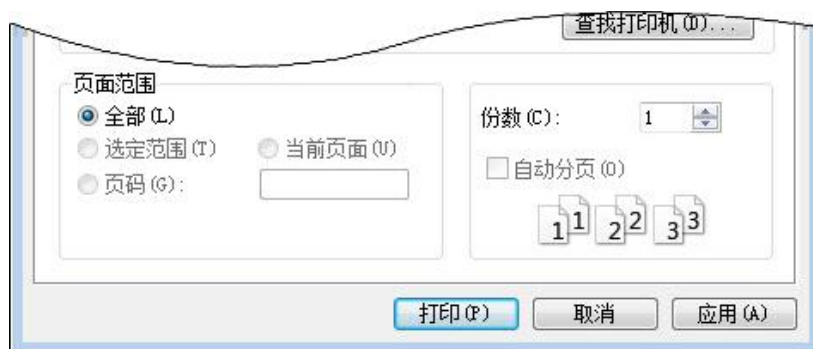 查找打印机(D)...
页面范围
全部(L)
选定范围(T) 当前页面(U)
页码(G):
份数(C): 1
自动分页(O)
1 1 2 2 3 3
打印(P) 取消 应用(A)